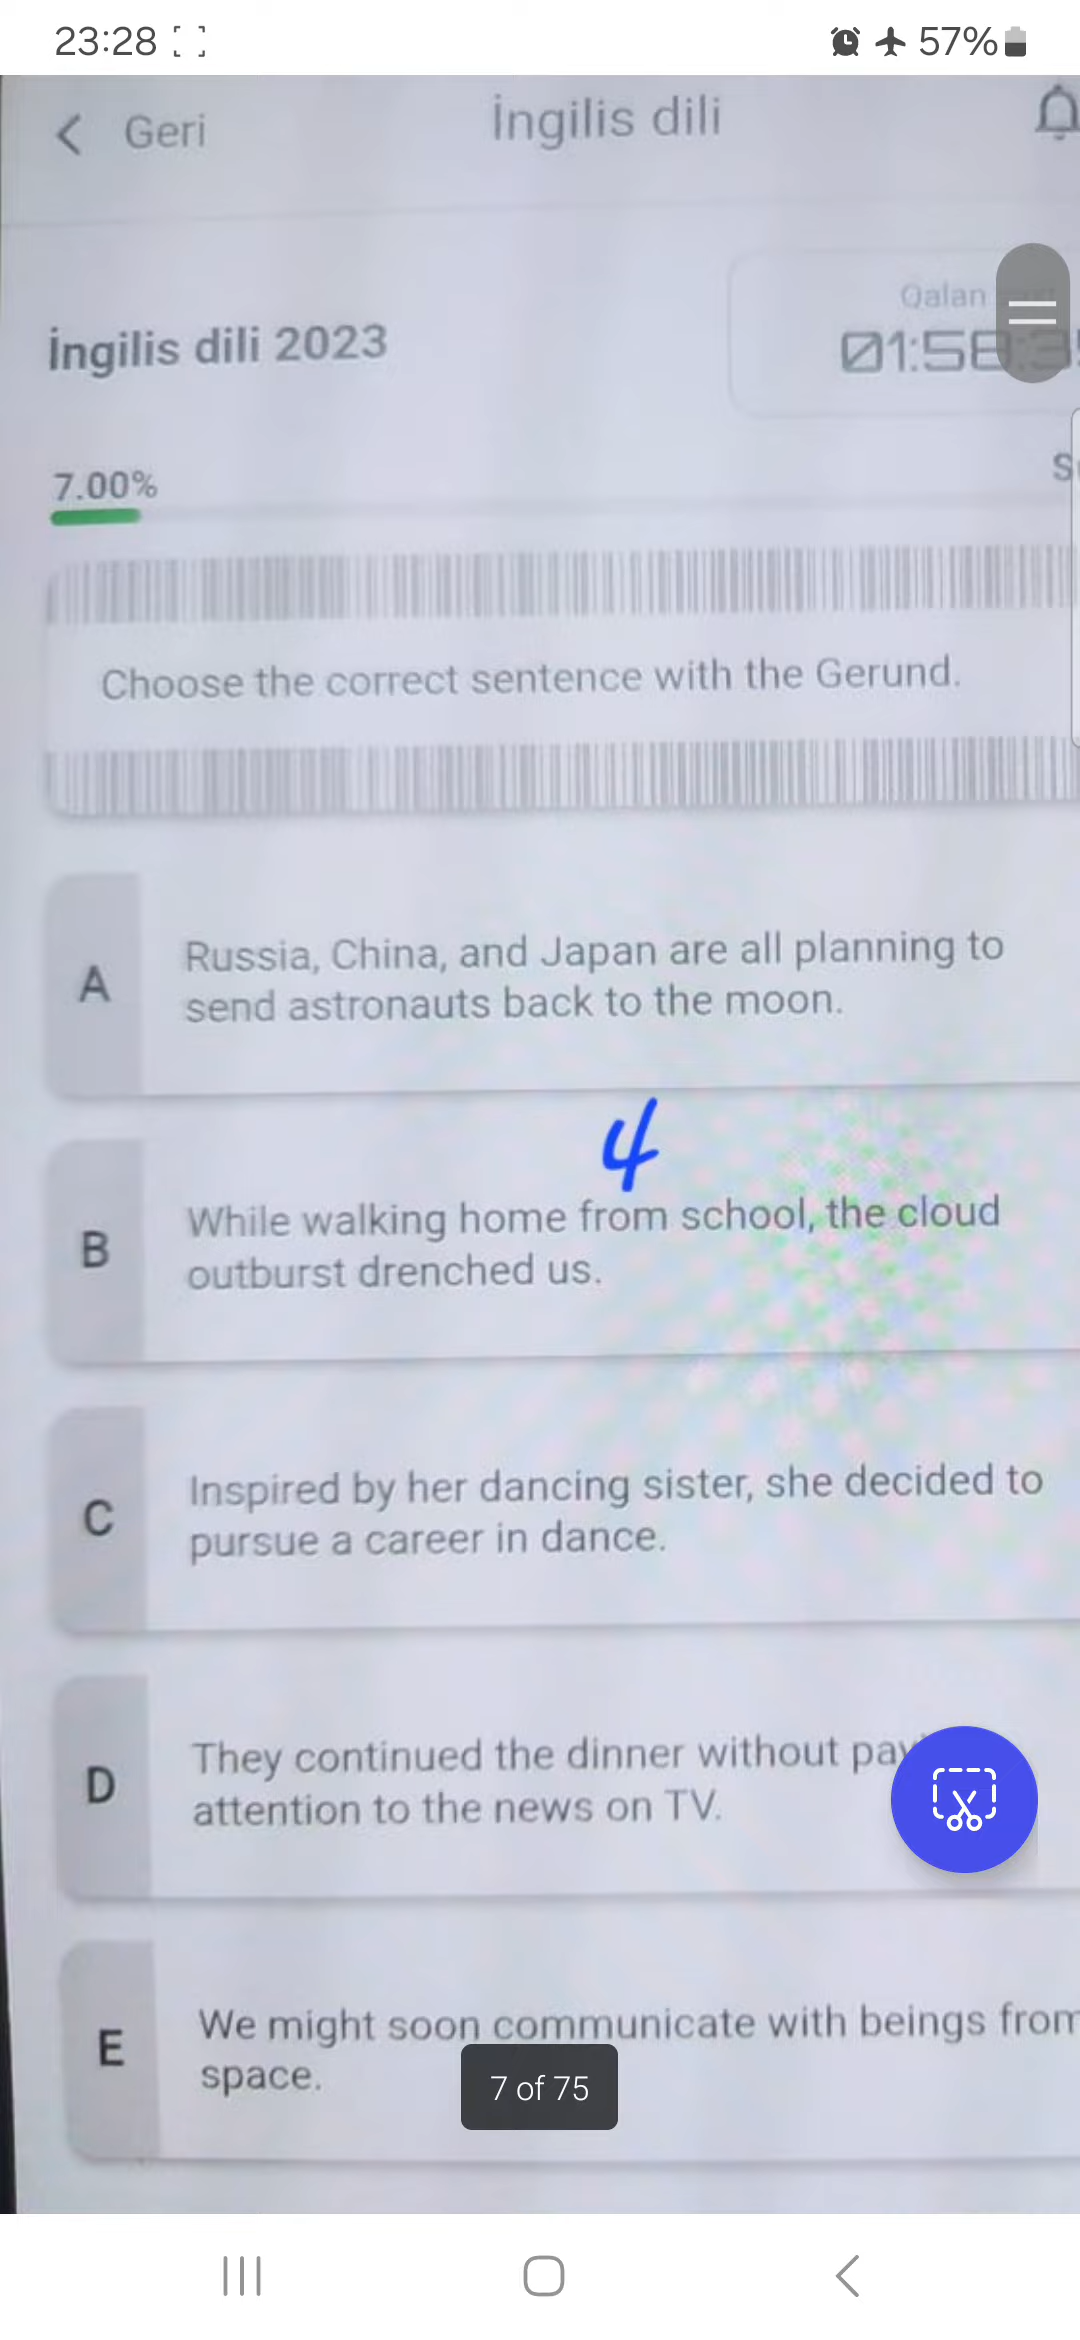 23:28
57%
Geri
İngilis dili
Qalan
İngilis dili 2023
01:58:3
7.00%
Choose the correct sentence with the Gerund.
A
Russia, China, and Japan are all planning to
send astronauts back to the moon.
4
B
While walking home from school, the cloud
outburst drenched us.
C
Inspired by her dancing sister, she decided to
pursue a career in dance.
D
They continued the dinner without
attention to the news on TV.
E
We might soon communicate with beings from
space.
7 of 75